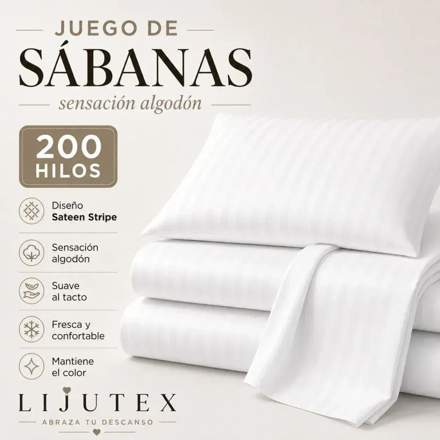 JUEGO DE
SÁBANAS
sensación algodón
200
HILOS
Diseño
Sateen Stripe
Sensación
algodón
Suave
al tacto
Fresca y
confortable
Mantiene
el color
LIJUTEX
ABRAZA TU DESCANSO